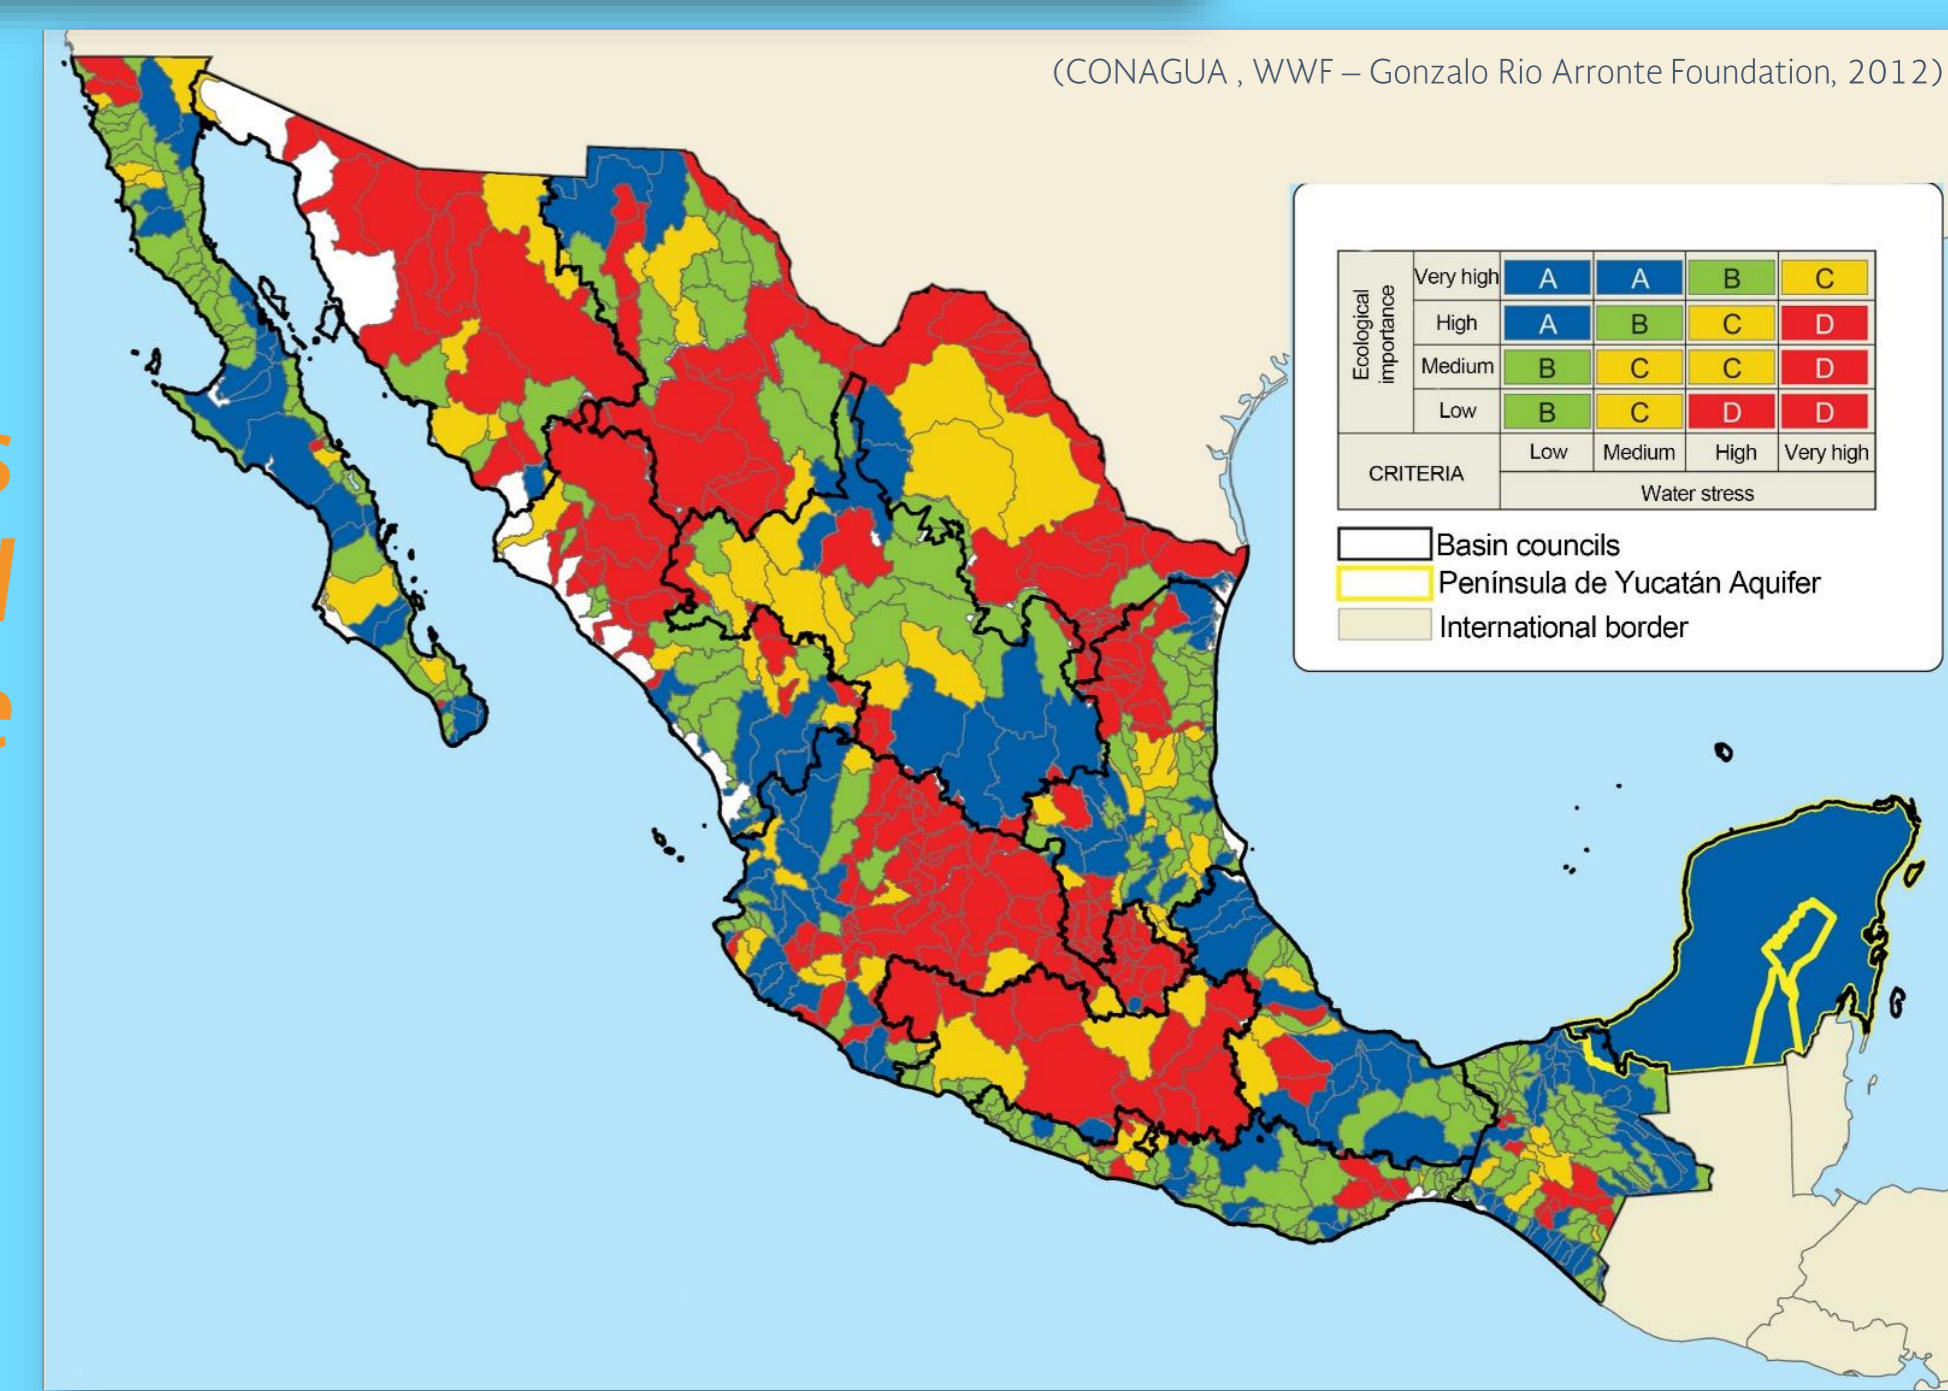 (CONAGUA , WWF – Gonzalo Rio Arronte Foundation, 2012)
Ecological
importance
Very high A A B C
High A B C D
Medium B C C D
Low B C D D
CRITERIA
Low Medium High Very high
Water stress
Basin councils
Península de Yucatán Aquifer
International border
s
e